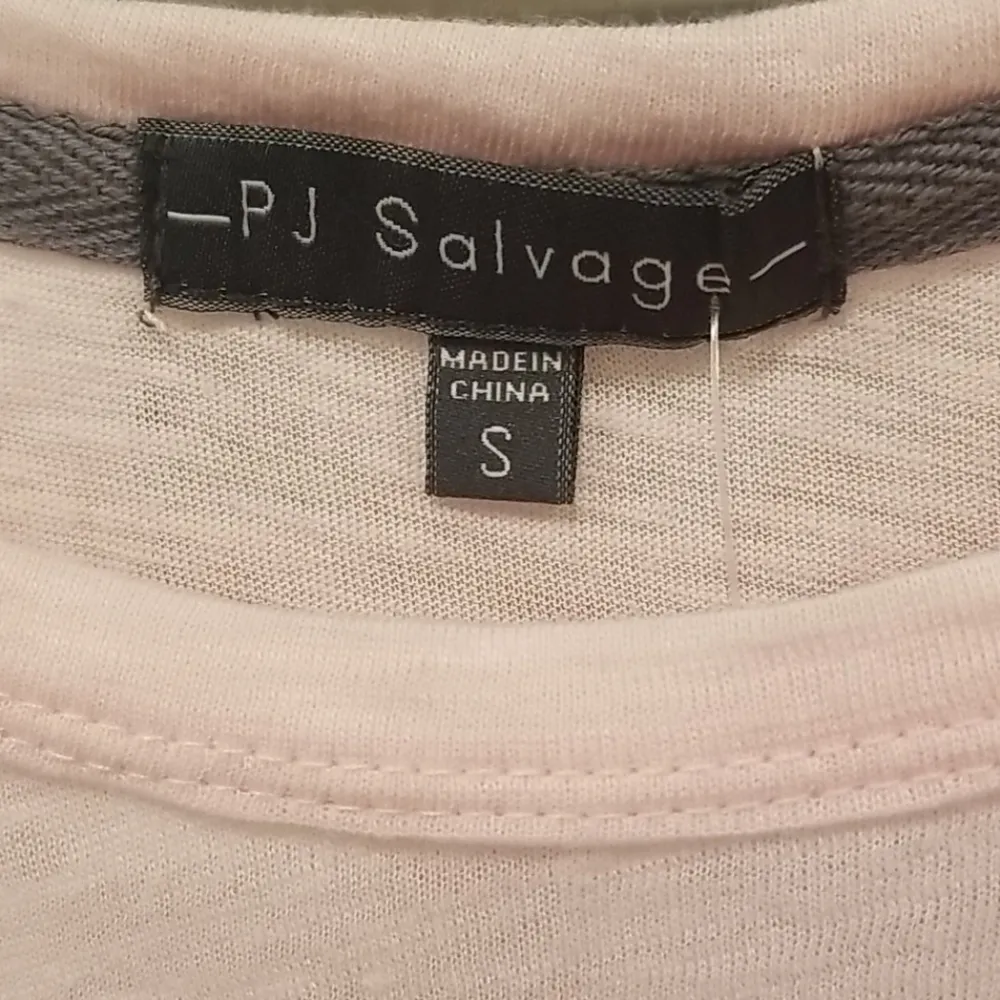 —PJ Salvage—
MADEIN
CHINA
S